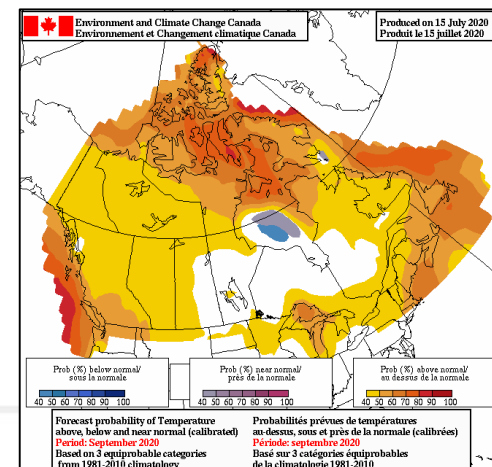 Environment and Climate Change Canada
Environnement et Changement climatique Canada
Produced on 15 July 2020
Produit le 15 juillet 2020
Prob (%) below normal/
sous la normale
40 50 60 70 80 90 100
Prob (%) near normal/
près de la normale
40 50 60 70 80 90 100
Prob (%) above normal/
au dessus de la normale
40 50 60 70 80 90 100
Forecast probability of Temperature
above, below and near normal (calibrated)
Period: September 2020
Based on 3 equiprobable categories
from 1981-2010 climatology
Probabilités prévues de températures
au-dessus, sous et près de la normale (calibrées)
Période: septembre 2020
Basé sur 3 catégories équiprobables
de la climatologie 1981-2010